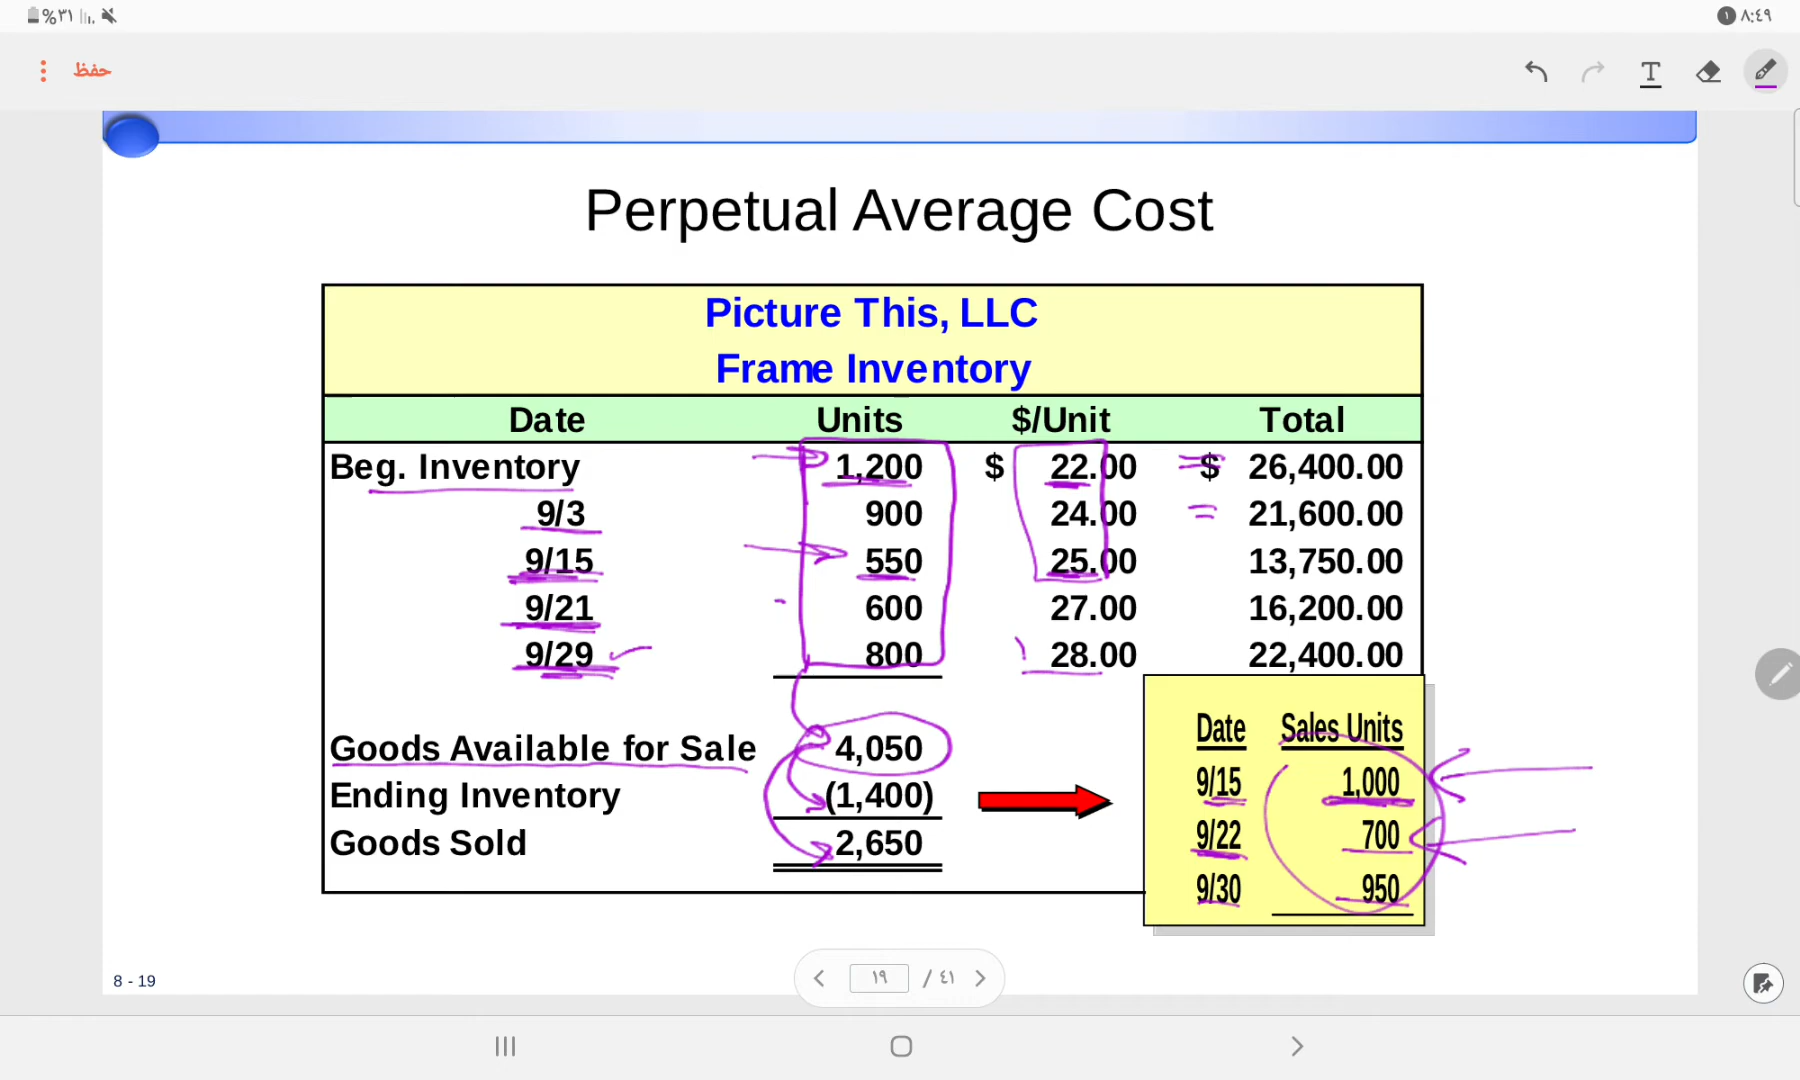 %٣١ ٨:٤٩
حفظ T
Perpetual Average Cost
Picture This, LLC
Frame Inventory
Date Units $/Unit Total
Beg. Inventory 1,200 $ 22.00 $ 26,400.00
9/3 900 24.00 21,600.00
9/15 550 25.00 13,750.00
9/21 600 27.00 16,200.00
9/29 800 28.00 22,400.00
Goods Available for Sale 4,050
Ending Inventory (1,400)
Goods Sold 2,650
Date Sales Units
9/15 1,000
9/22 700
9/30 950
8 - 19
١٩ / ٤١